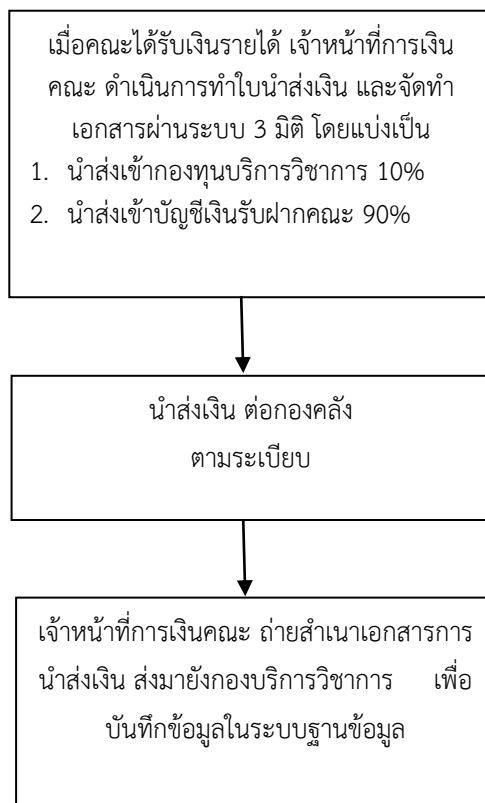 เมื่อคณะได้รับเงินรายได้ เจ้าหน้าที่การเงิน
คณะ ดำเนินการทำใบนำส่งเงิน และจัดทำ
เอกสารผ่านระบบ 3 มิติ โดยแบ่งเป็น
1. นำส่งเข้ากองทุนบริการวิชาการ 10%
2. นำส่งเข้าบัญชีเงินรับฝากคณะ 90%
นำส่งเงิน ต่อกองคลัง
ตามระเบียบ
เจ้าหน้าที่การเงินคณะ ถ่ายสำเนาเอกสารการ
นำส่งเงิน ส่งมายังกองบริการวิชาการ เพื่อ
บันทึกข้อมูลในระบบฐานข้อมูล